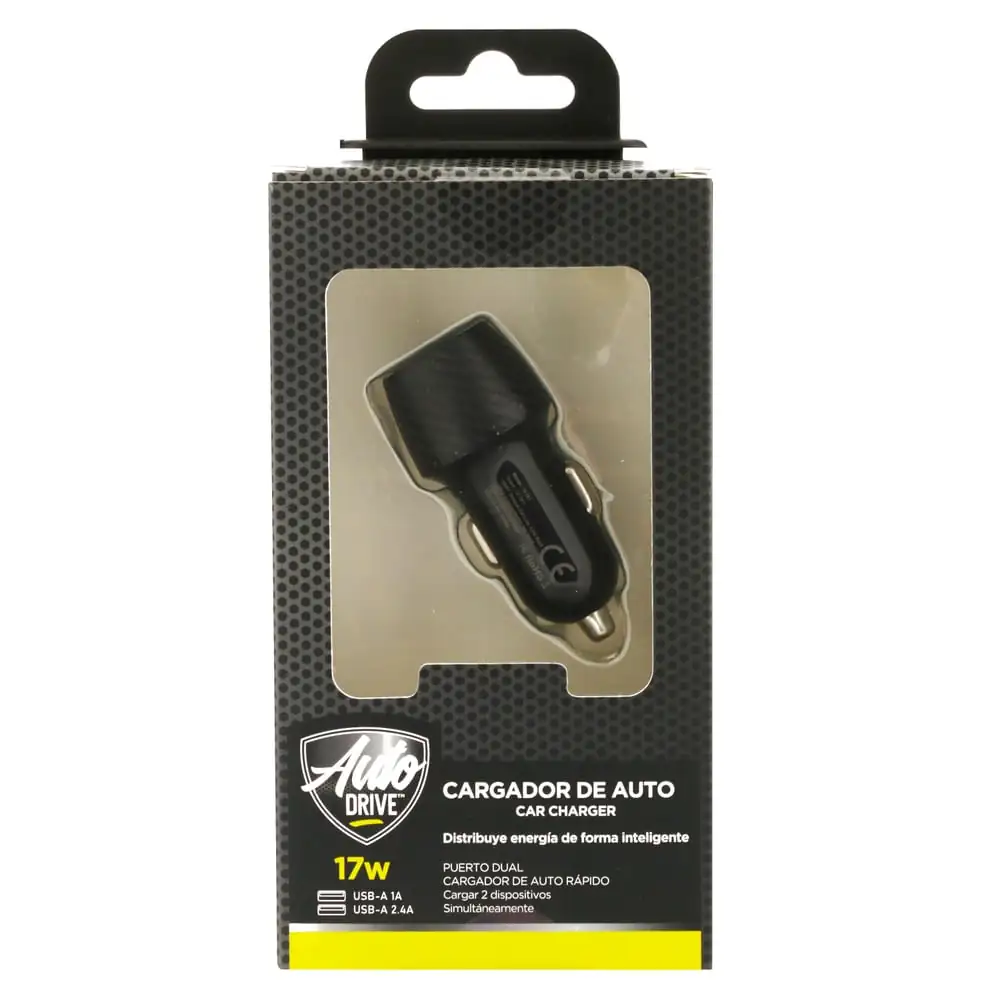 CE
Auto
DRIVE™
17w
USB-A 1A
USB-A 2.4A
CARGADOR DE AUTO
CAR CHARGER
Distribuye energía de forma inteligente
PUERTO DUAL
CARGADOR DE AUTO RÁPIDO
Cargar 2 dispositivos
Simultáneamente